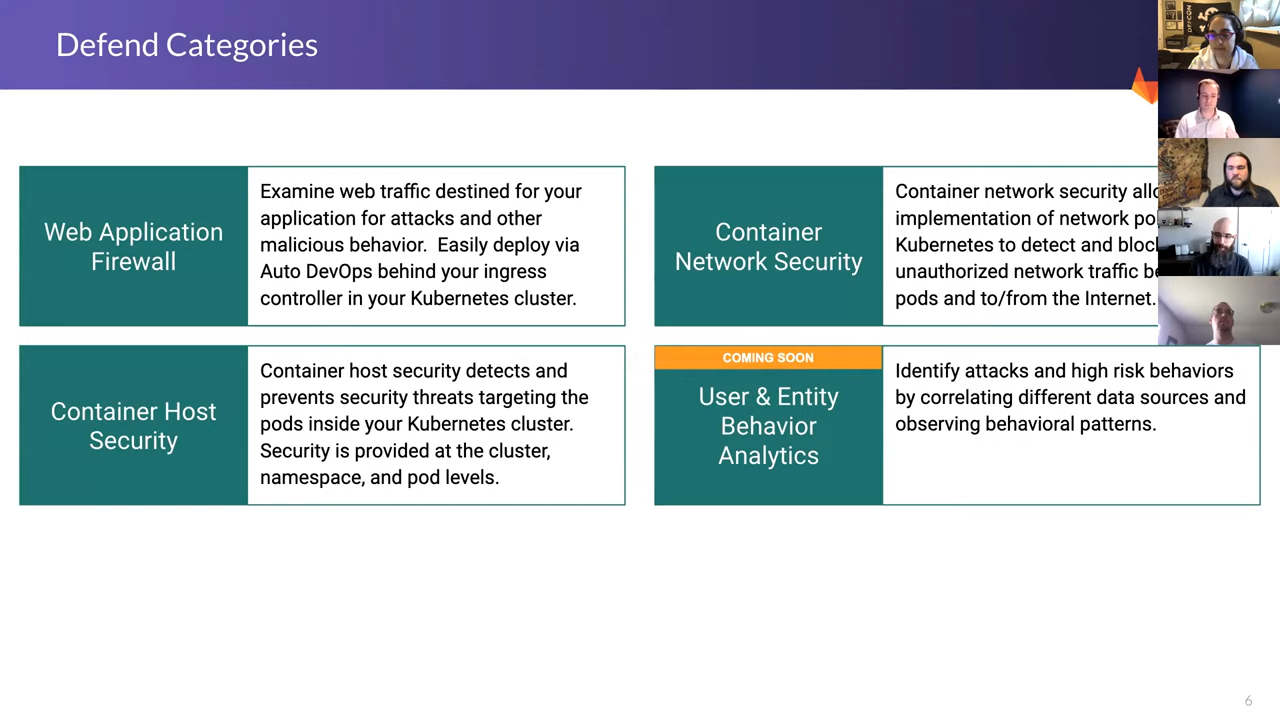 Defend Categories
Web Application
Firewall
Examine web traffic destined for your
application for attacks and other
malicious behavior. Easily deploy via
Auto DevOps behind your ingress
controller in your Kubernetes cluster.
Container
Network Security
Container network security
implementation of network
Kubernetes to detect and
unauthorized network traffic
pods and to/from the Internet.
Container Host
Security
Container host security detects and
prevents security threats targeting the
pods inside your Kubernetes cluster.
Security is provided at the cluster,
namespace, and pod levels.
COMING SOON
User & Entity
Behavior
Analytics
Identify attacks and high risk behaviors
by correlating different data sources and
observing behavioral patterns.
6